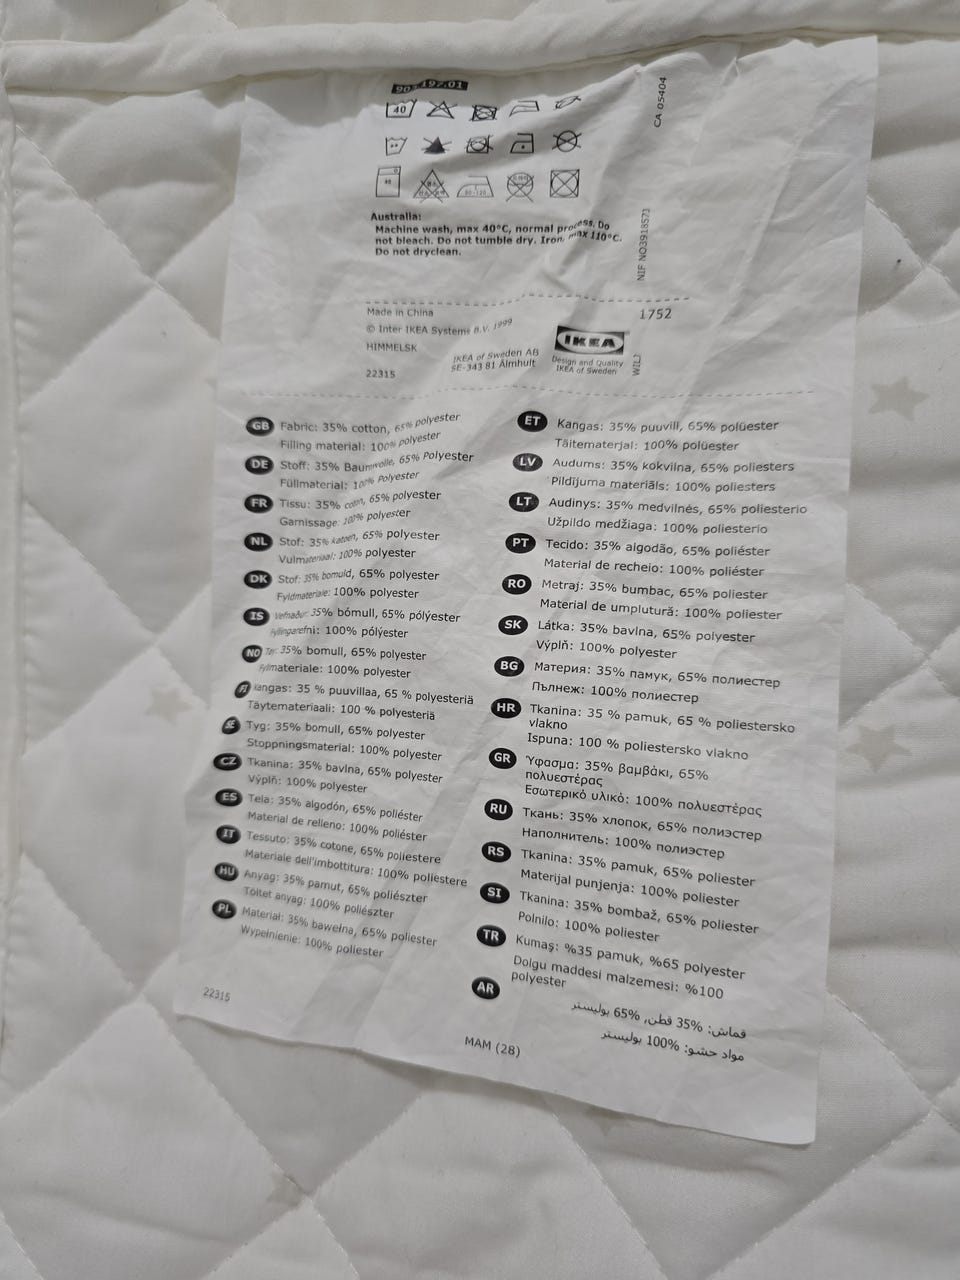 40
40
80-120
CA 05404
Australia:
Machine wash, max 40°C, normal process. Do
not bleach. Do not tumble dry. Iron, max 110°C.
Do not dryclean.
NIF NO3918571
Made in China
© Inter IKEA Systems B.V. 1999
HIMMELSK
22315
IKEA of Sweden AB
SE-343 81 Älmhult
IKEA
Design and Quality
IKEA of Sweden
1752
WILJ
GB Fabric: 35% cotton, 65% polyester
Filling material: 100% polyester
DE Stoff: 35% Baumwolle, 65% Polyester
Füllmaterial: 100% Polyester
FR Tissu: 35% coton, 65% polyester
Garnissage: 100% polyester
NL Stof: 35% katoen, 65% polyester
Vulmateriaal: 100% polyester
DK Stof: 35% bomuld, 65% polyester
Fyldmateriale: 100% polyester
IS Vefnaður: 35% bómull, 65% pólýester
Fyllingarefni: 100% pólýester
NO Tøy: 35% bomull, 65% polyester
Fyllmateriale: 100% polyester
FI Kangas: 35 % puuvillaa, 65 % polyesteriä
Täytemateriaali: 100 % polyesteriä
SE Tyg: 35% bomull, 65% polyester
Stoppningsmaterial: 100% polyester
CZ Tkanina: 35% bavlna, 65% polyester
Výplň: 100% polyester
ES Tela: 35% algodón, 65% poliéster
Material de relleno: 100% poliéster
IT Tessuto: 35% cotone, 65% poliestere
Materiale dell'imbottitura: 100% poliestere
HU Anyag: 35% pamut, 65% poliészter
Töltet anyag: 100% poliészter
PL Materiał: 35% bawełna, 65% poliester
Wypełnienie: 100% poliester
22315
ET Kangas: 35% puuvill, 65% polüester
Täitematerjal: 100% polüester
LV Audums: 35% kokvilna, 65% poliesters
Pildījuma materiāls: 100% poliesters
LT Audinys: 35% medvilnės, 65% poliesterio
Užpildo medžiaga: 100% poliesterio
PT Tecido: 35% algodão, 65% poliéster
Material de recheio: 100% poliéster
RO Metraj: 35% bumbac, 65% poliester
Material de umplutură: 100% poliester
SK Látka: 35% bavlna, 65% polyester
Výplň: 100% polyester
BG Материя: 35% памук, 65% полиестер
Пълнеж: 100% полиестер
HR Tkanina: 35 % pamuk, 65 % poliestersko
vlakno
Ispuna: 100 % poliestersko vlakno
GR Ύφασμα: 35% βαμβάκι, 65%
πολυεστέρας
Εσωτερικό υλικό: 100% πολυεστέρας
RU Ткань: 35% хлопок, 65% полиэстер
Наполнитель: 100% полиэстер
RS Tkanina: 35% pamuk, 65% poliester
Materijal punjenja: 100% poliester
SI Tkanina: 35% bombaž, 65% poliester
Polnilo: 100% poliester
TR Kumaş: %35 pamuk, %65 polyester
Dolgu maddesi malzemesi: %100
polyester
AR قماش: 35% قطن, 65% بوليستر
مواد حشو: 100% بوليستر
MAM (28)